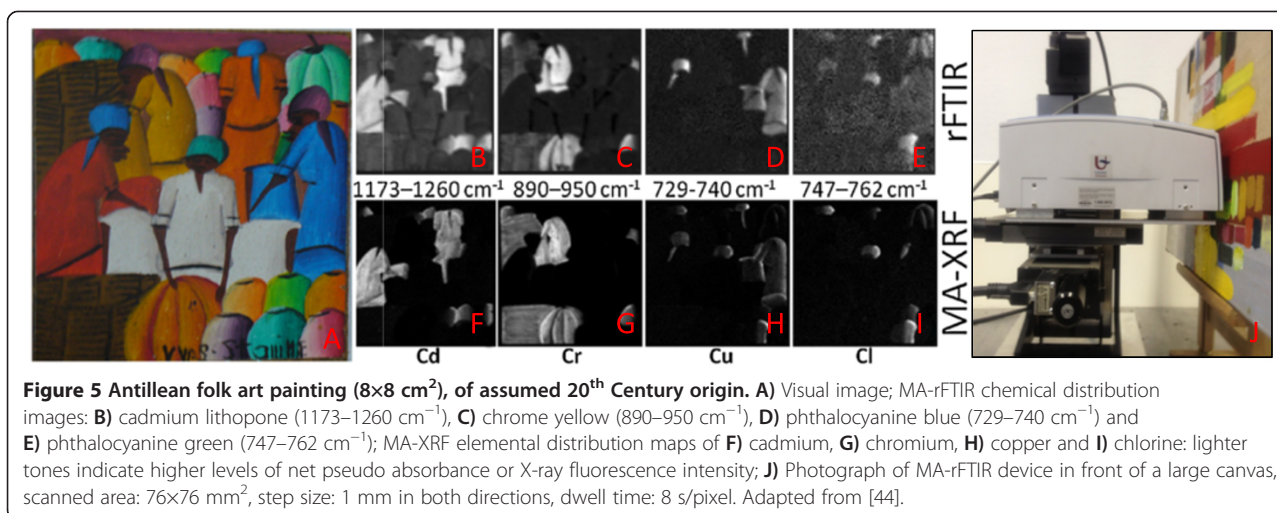 A
B
C
D
E
rFTIR
1173–1260 cm⁻¹ 890–950 cm⁻¹ 729-740 cm⁻¹ 747–762 cm⁻¹
F
G
H
I
MA-XRF
Cd Cr Cu Cl
J
Figure 5 Antillean folk art painting (8×8 cm²), of assumed 20th Century origin. A) Visual image; MA-rFTIR chemical distribution
images: B) cadmium lithopone (1173–1260 cm⁻¹), C) chrome yellow (890–950 cm⁻¹), D) phthalocyanine blue (729–740 cm⁻¹) and
E) phthalocyanine green (747–762 cm⁻¹); MA-XRF elemental distribution maps of F) cadmium, G) chromium, H) copper and I) chlorine: lighter
tones indicate higher levels of net pseudo absorbance or X-ray fluorescence intensity; J) Photograph of MA-rFTIR device in front of a large canvas,
scanned area: 76×76 mm², step size: 1 mm in both directions, dwell time: 8 s/pixel. Adapted from [44].